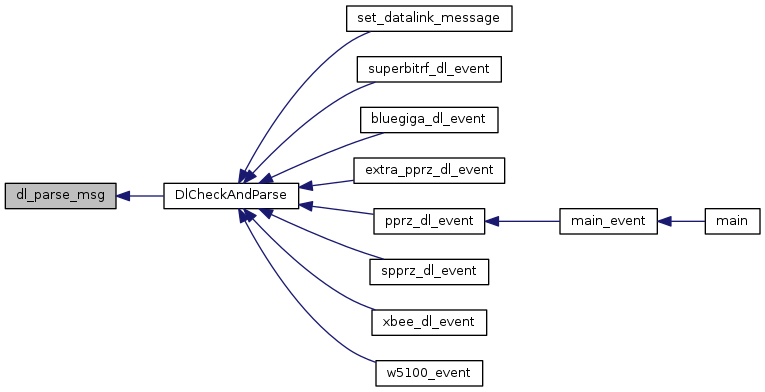 set_datalink_message
superbitrf_dl_event
bluegiga_dl_event
extra_pprz_dl_event
dl_parse_msg
DlCheckAndParse
pprz_dl_event
main_event
main
spprz_dl_event
xbee_dl_event
w5100_event